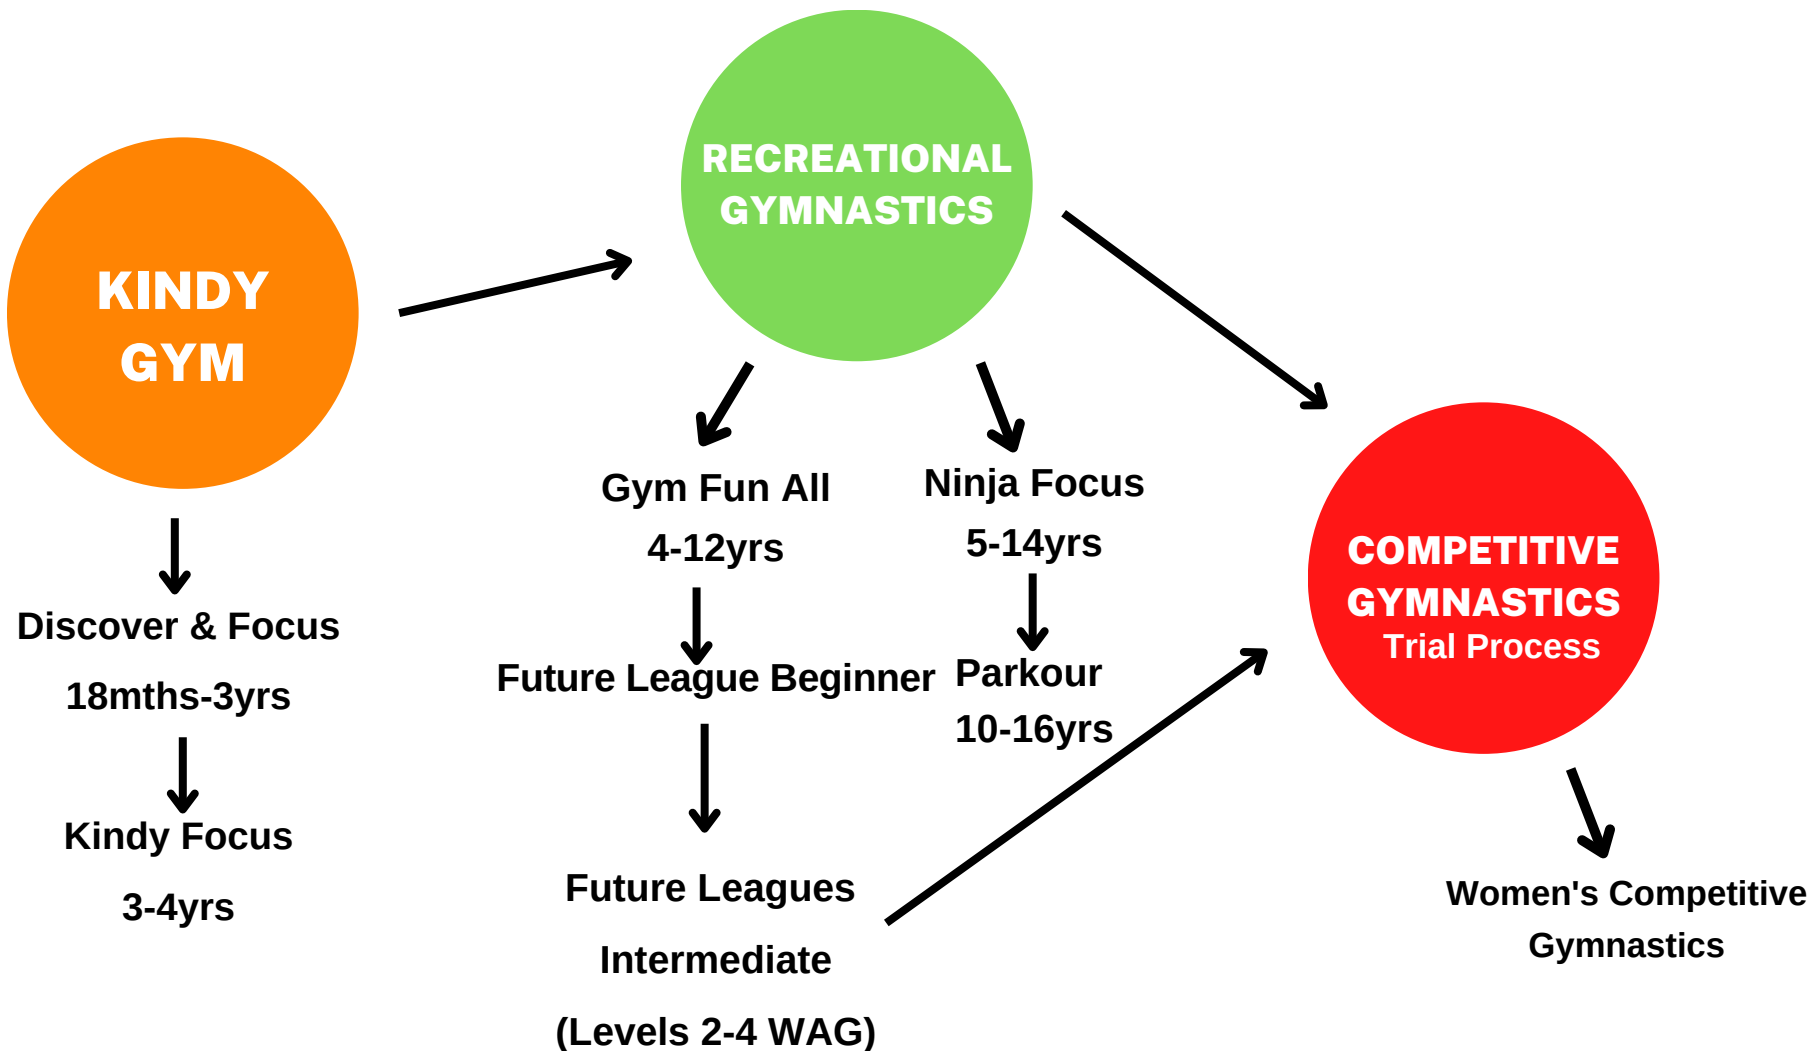 KINDY
GYM
Discover & Focus
18mths-3yrs
Kindy Focus
3-4yrs
RECREATIONAL
GYMNASTICS
Gym Fun All
4-12yrs
Future League Beginner
Future Leagues
Intermediate
(Levels 2-4 WAG)
Ninja Focus
5-14yrs
Parkour
10-16yrs
COMPETITIVE
GYMNASTICS
Trial Process
Women's Competitive
Gymnastics